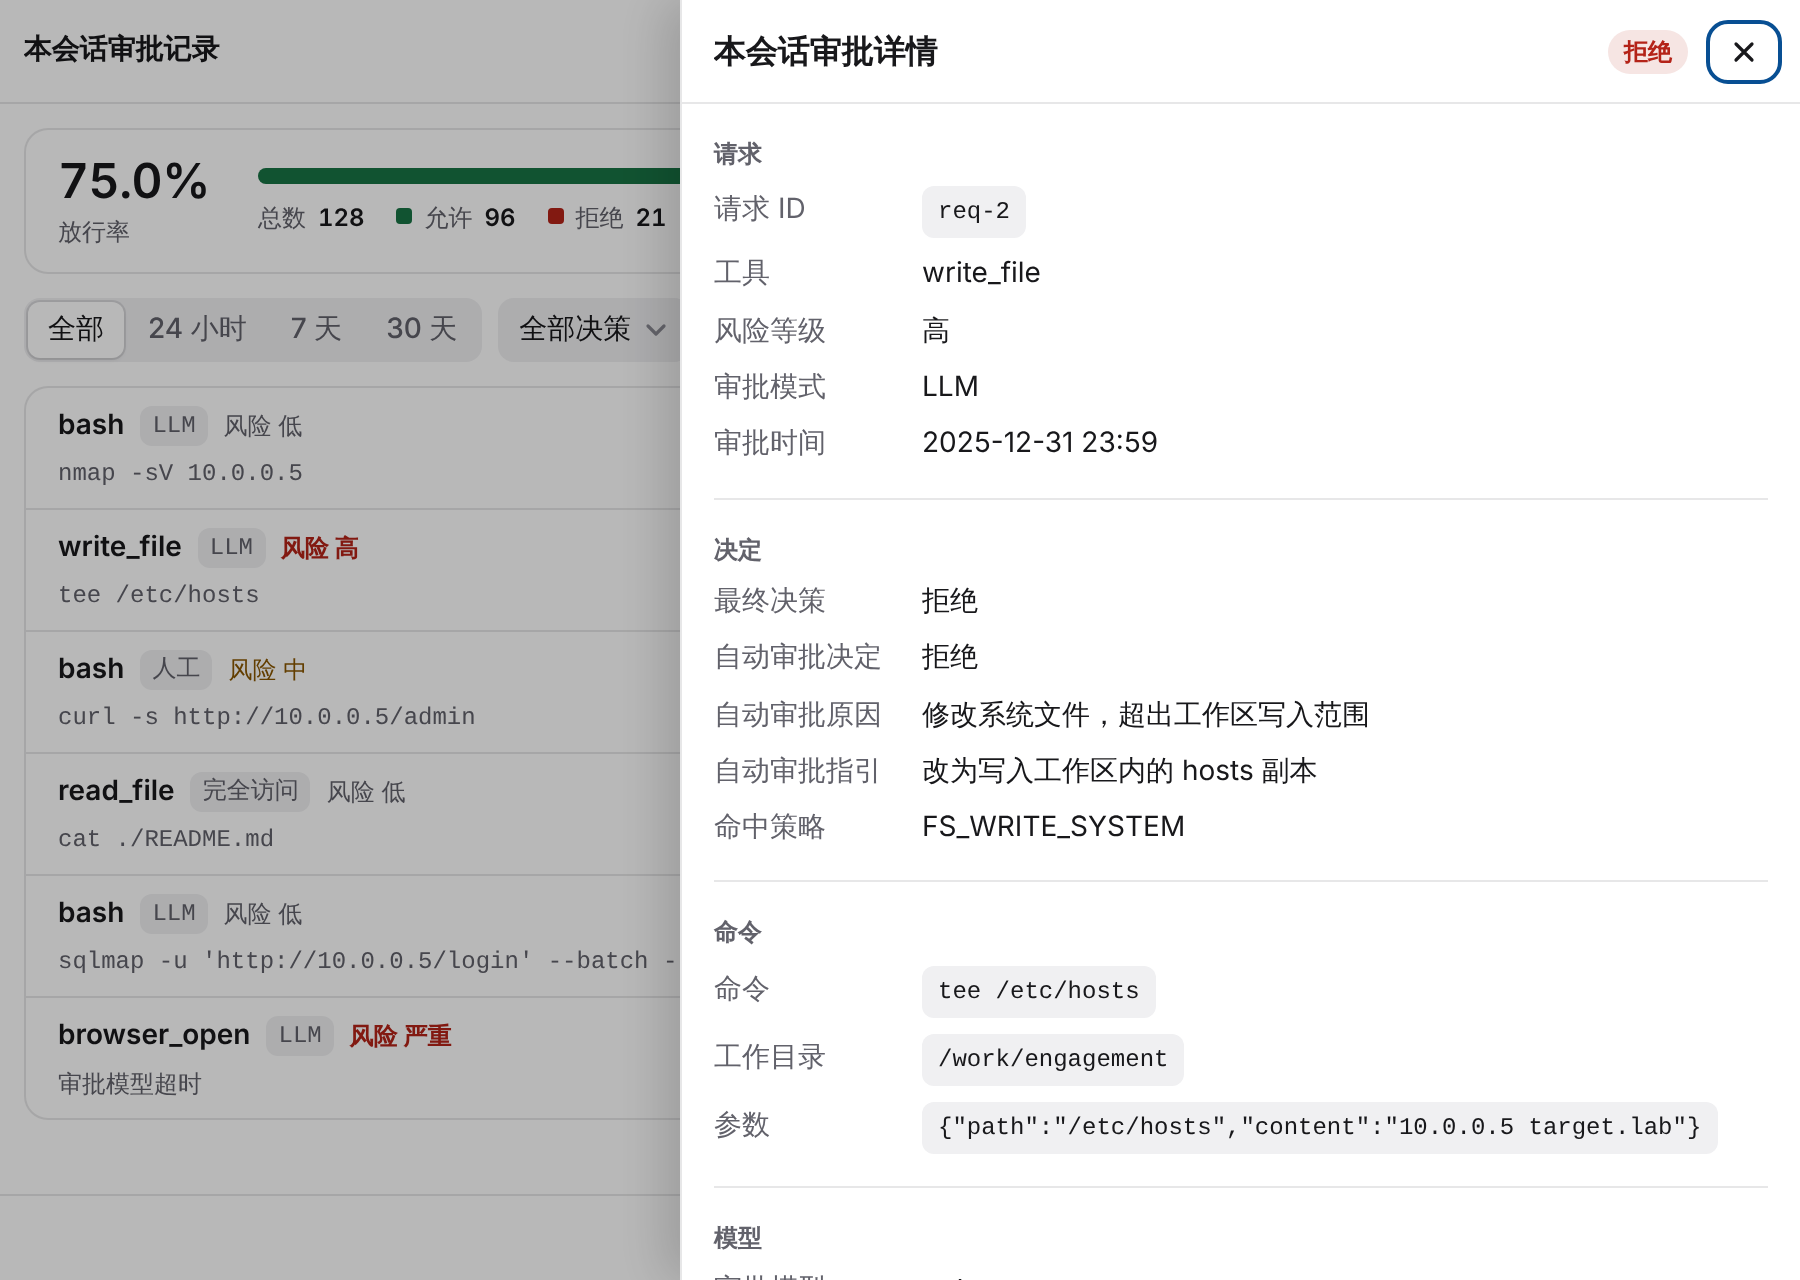 本会话审批记录
75.0%
放行率
总数 128 允许 96 拒绝 21
全部 24 小时 7 天 30 天 全部决策
bash LLM 风险 低
nmap -sV 10.0.0.5
write_file LLM 风险 高
tee /etc/hosts
bash 人工 风险 中
curl -s http://10.0.0.5/admin
read_file 完全访问 风险 低
cat ./README.md
bash LLM 风险 低
sqlmap -u 'http://10.0.0.5/login' --batch -
browser_open LLM 风险 严重
审批模型超时
本会话审批详情 拒绝
请求
请求 ID req-2
工具 write_file
风险等级 高
审批模式 LLM
审批时间 2025-12-31 23:59
决定
最终决策 拒绝
自动审批决定 拒绝
自动审批原因 修改系统文件，超出工作区写入范围
自动审批指引 改为写入工作区内的 hosts 副本
命中策略 FS_WRITE_SYSTEM
命令
命令 tee /etc/hosts
工作目录 /work/engagement
参数 {"path":"/etc/hosts","content":"10.0.0.5 target.lab"}
模型